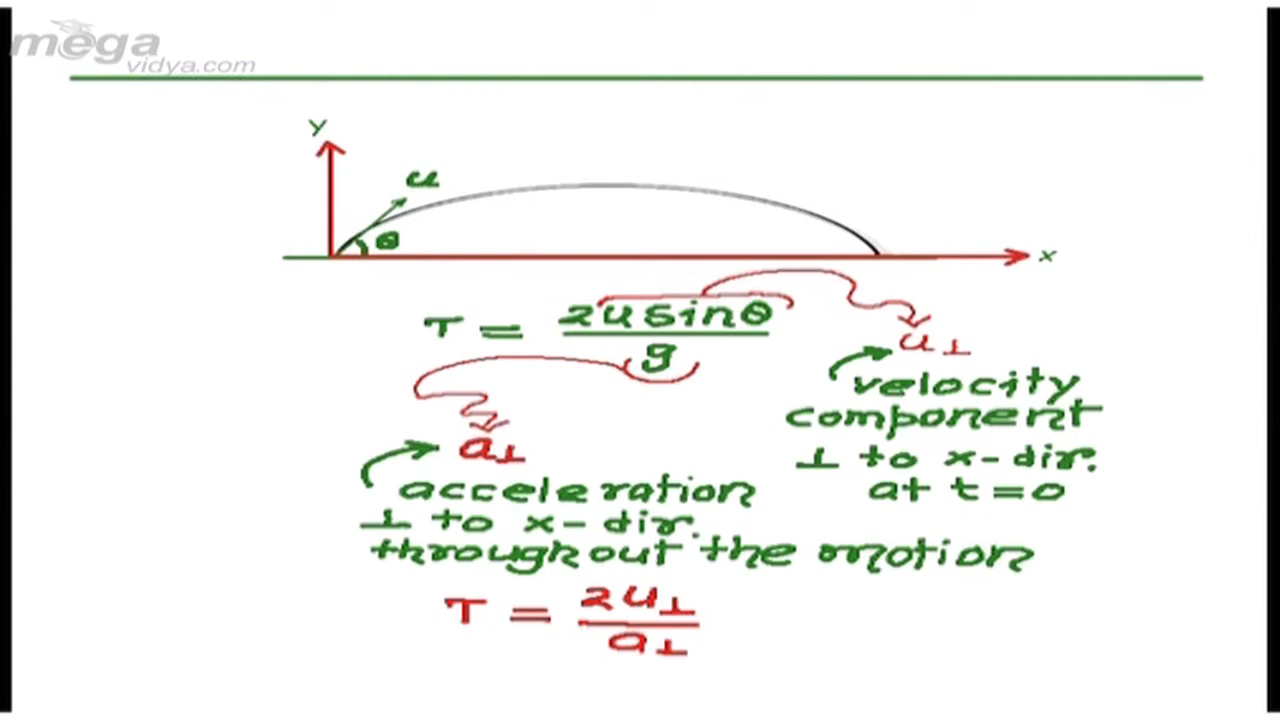 mega
vidya.com
Y
u
θ
x
T = 2u sinθ / g
u⊥
velocity
component
⊥ to x-dir.
at t = 0
a⊥
acceleration
⊥ to x-dir.
throughout the motion
T = 2u⊥ / a⊥